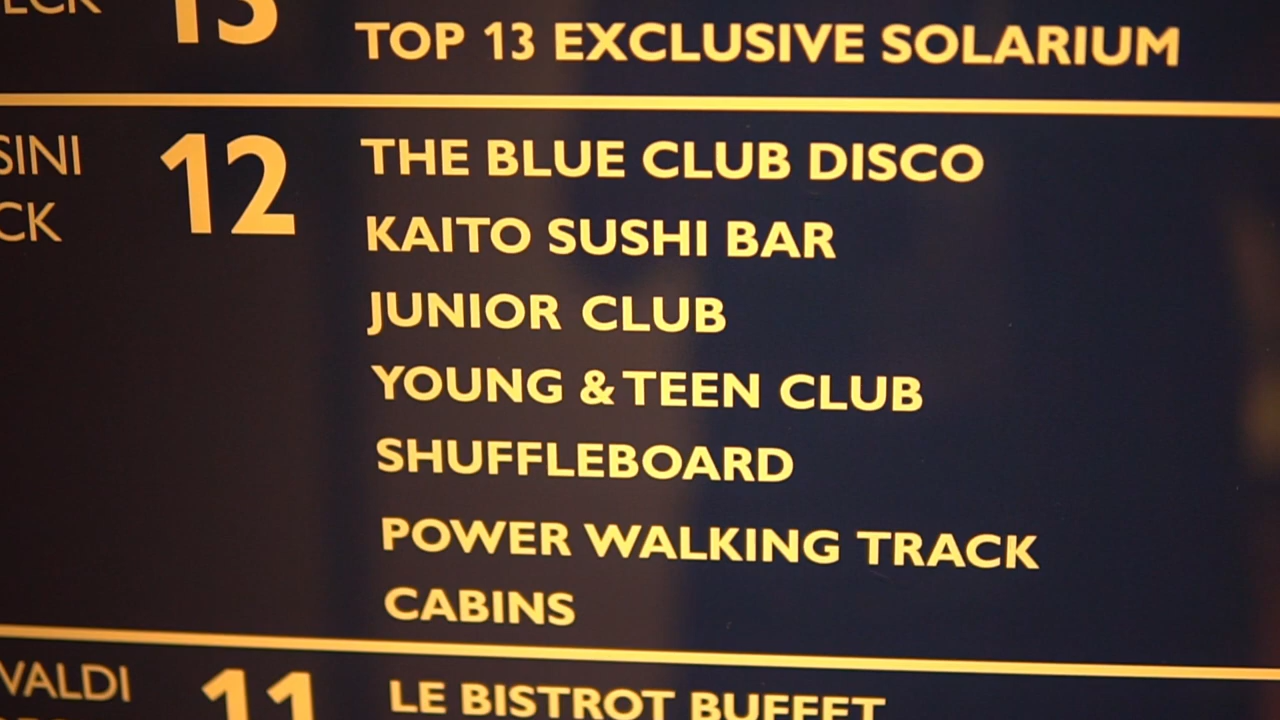 13
TOP 13 EXCLUSIVE SOLARIUM
12
THE BLUE CLUB DISCO
KAITO SUSHI BAR
JUNIOR CLUB
YOUNG & TEEN CLUB
SHUFFLEBOARD
POWER WALKING TRACK
CABINS
11
LE BISTROT BUFFET